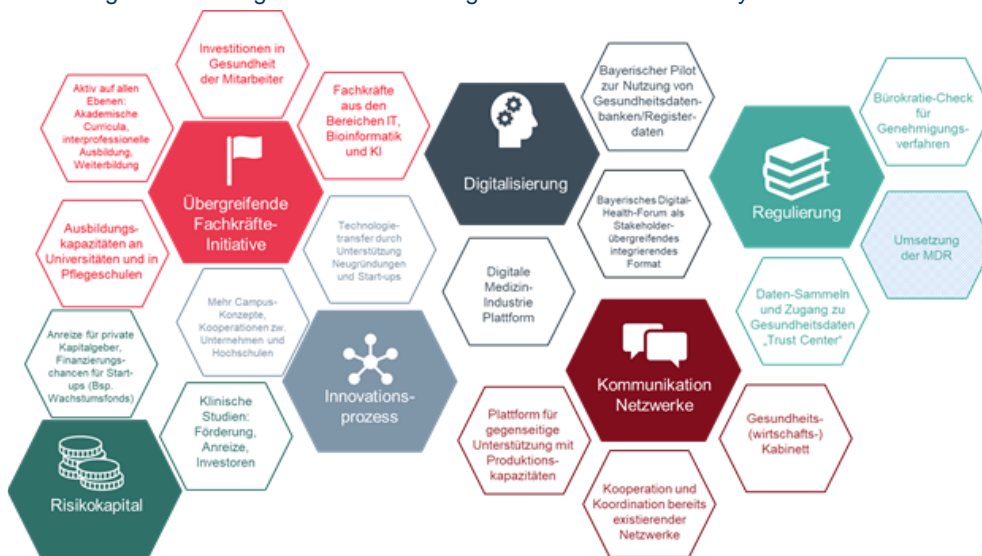 Investitionen in
Gesundheit
der Mitarbeiter
Aktiv auf allen
Ebenen:
Akademische
Curricula,
interprofessionelle
Ausbildung,
Weiterbildung
Fachkräfte
aus den
Bereichen IT,
Bioinformatik
und KI
Übergreifende
Fachkräfte-
Initiative
Ausbildungs-
kapazitäten an
Universitäten und in
Pflegeschulen
Technologie-
transfer durch
Unterstützung
Neugründungen
und Start-ups
Mehr Campus-
Konzepte,
Kooperationen zw.
Unternehmen und
Hochschulen
Innovations-
prozess
Anreize für private
Kapitalgeber,
Finanzierungs-
chancen für Start-
ups (Bsp.
Wachstumsfonds)
Klinische
Studien:
Förderung,
Anreize,
Investoren
Risikokapital
Digitalisierung
Bayerischer Pilot
zur Nutzung von
Gesundheitsdaten-
banken/Register-
daten
Bayerisches Digital-
Health-Forum als
Stakeholder-
übergreifendes
integrierendes
Format
Digitale
Medizin-
Industrie
Plattform
Kommunikation
Netzwerke
Plattform für
gegenseitige
Unterstützung mit
Produktions-
kapazitäten
Kooperation und
Koordination bereits
existierender
Netzwerke
Gesundheits-
(wirtschafts-)
Kabinett
Regulierung
Bürokratie-Check
für
Genehmigungs-
verfahren
Umsetzung
der MDR
Daten-Sammeln
und Zugang zu
Gesundheitsdaten
„Trust Center“